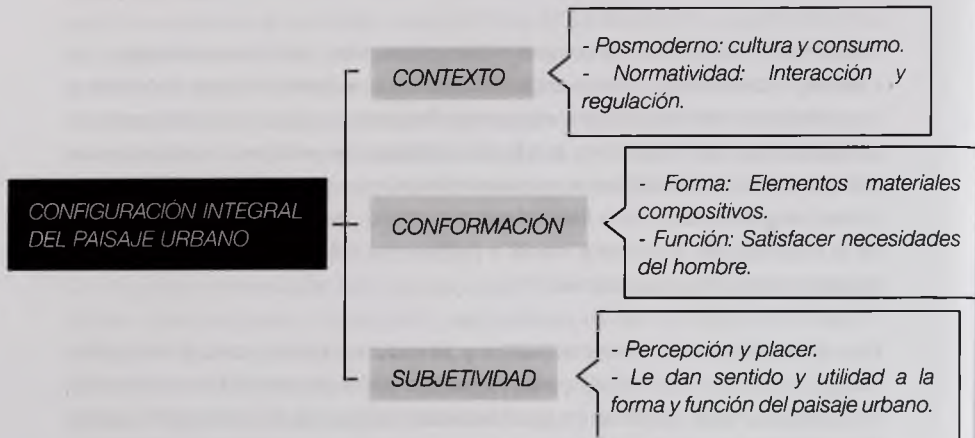 CONTEXTO
- Posmoderno: cultura y consumo.
- Normatividad: Interacción y
regulación.
CONFIGURACIÓN INTEGRAL
DEL PAISAJE URBANO
CONFORMACIÓN
- Forma: Elementos materiales
compositivos.
- Función: Satisfacer necesidades
del hombre.
SUBJETIVIDAD
- Percepción y placer.
- Le dan sentido y utilidad a la
forma y función del paisaje urbano.